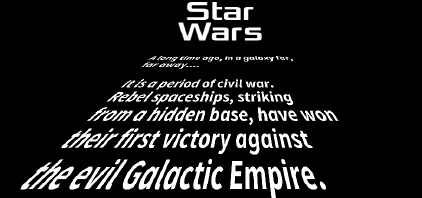 Star
Wars
A long time ago, in a galaxy far,
far away....
It is a period of civil war.
Rebel spaceships, striking
from a hidden base, have won
their first victory against
the evil Galactic Empire.